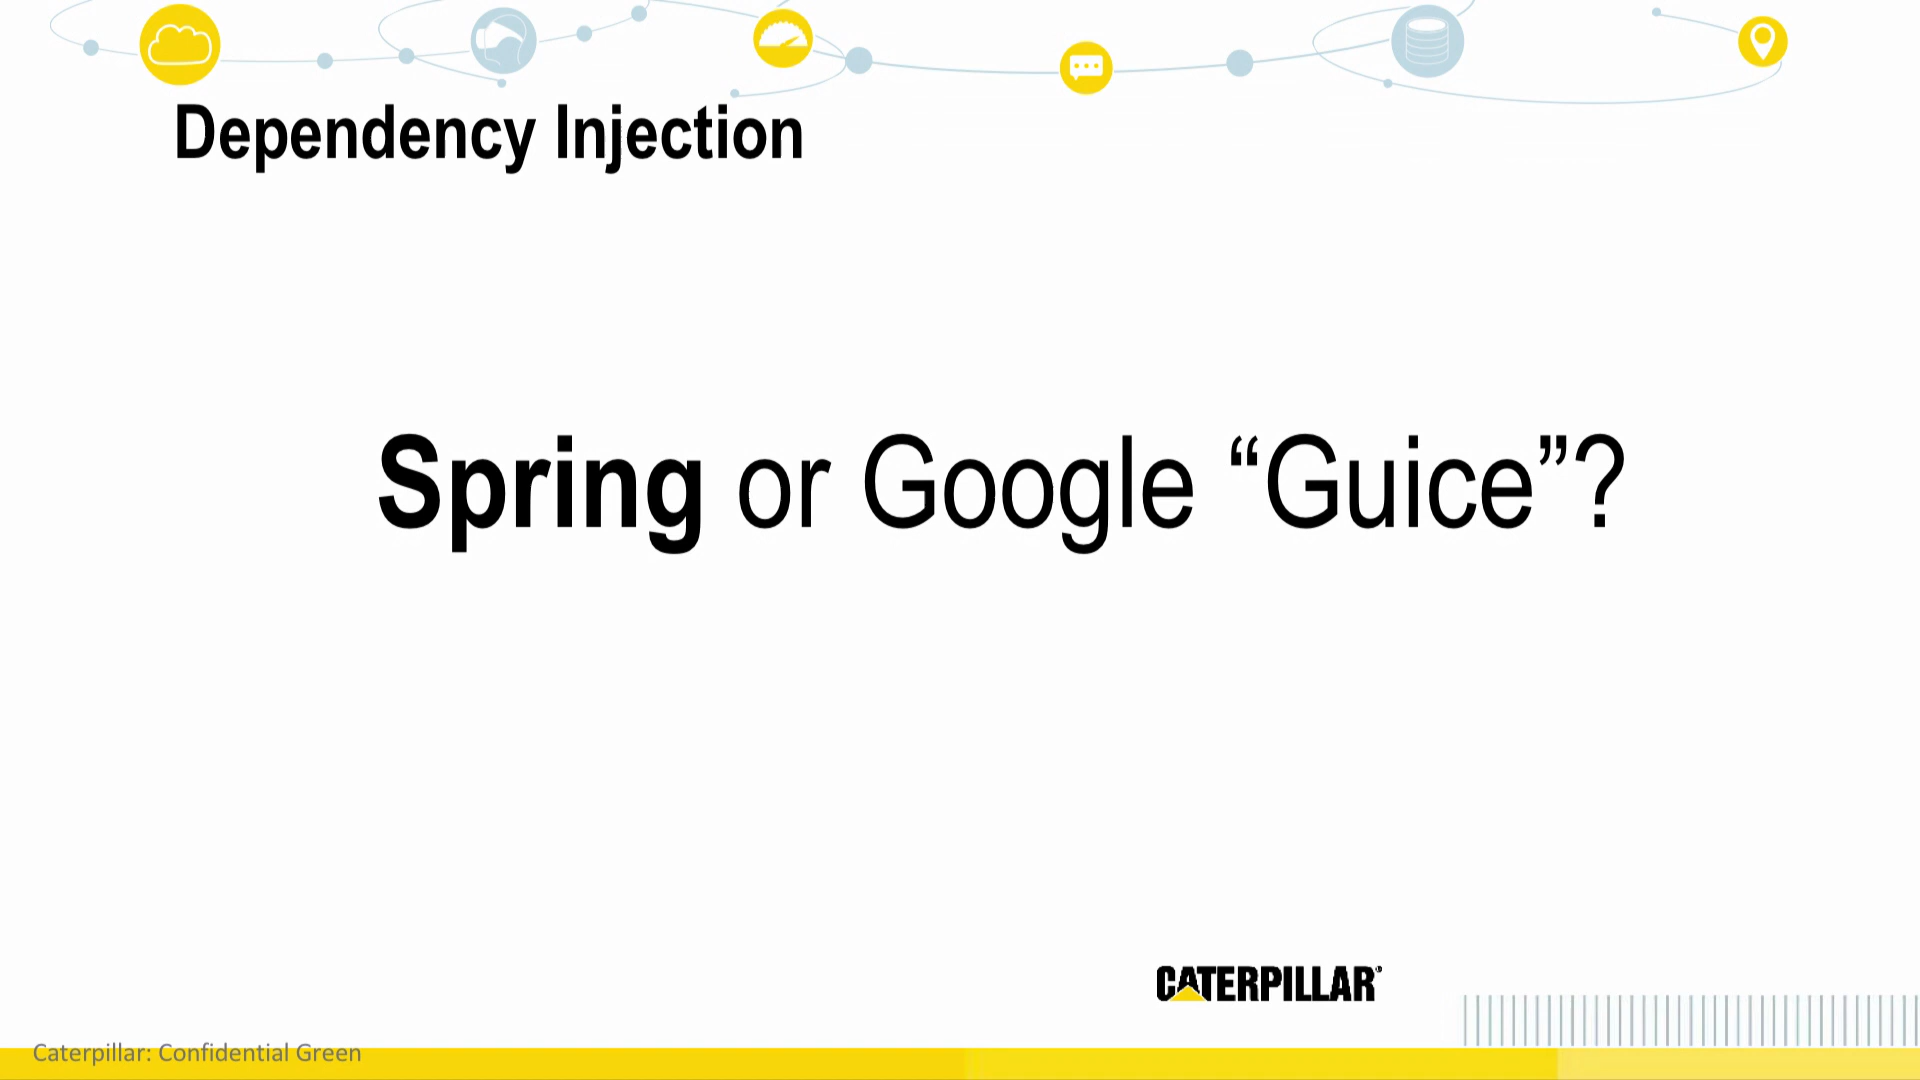 Dependency Injection
Spring or Google “Guice”?
CATERPILLAR®
Caterpillar: Confidential Green